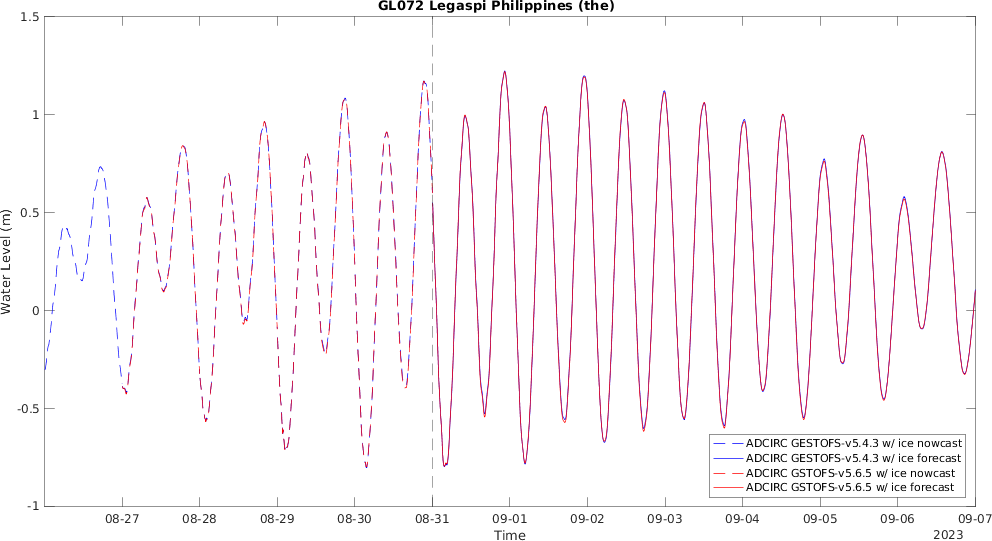 GL072 Legaspi Philippines (the)
1.5
1
0.5
0
-0.5
-1
Water Level (m)
08-27 08-28 08-29 08-30 08-31 09-01 09-02 09-03 09-04 09-05 09-06 09-07
Time
2023
ADCIRC GESTOFS-v5.4.3 w/ ice nowcast
ADCIRC GESTOFS-v5.4.3 w/ ice forecast
ADCIRC GSTOFS-v5.6.5 w/ ice nowcast
ADCIRC GSTOFS-v5.6.5 w/ ice forecast